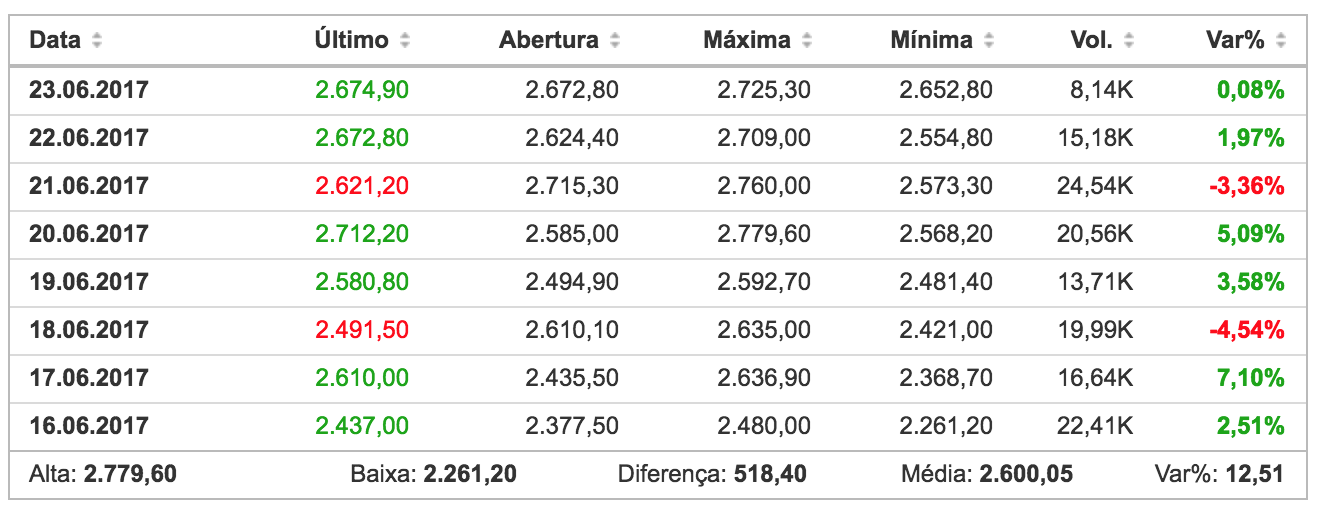 Data Último Abertura Máxima Mínima Vol. Var%
23.06.2017 2.674,90 2.672,80 2.725,30 2.652,80 8,14K 0,08%
22.06.2017 2.672,80 2.624,40 2.709,00 2.554,80 15,18K 1,97%
21.06.2017 2.621,20 2.715,30 2.760,00 2.573,30 24,54K -3,36%
20.06.2017 2.712,20 2.585,00 2.779,60 2.568,20 20,56K 5,09%
19.06.2017 2.580,80 2.494,90 2.592,70 2.481,40 13,71K 3,58%
18.06.2017 2.491,50 2.610,10 2.635,00 2.421,00 19,99K -4,54%
17.06.2017 2.610,00 2.435,50 2.636,90 2.368,70 16,64K 7,10%
16.06.2017 2.437,00 2.377,50 2.480,00 2.261,20 22,41K 2,51%
Alta: 2.779,60 Baixa: 2.261,20 Diferença: 518,40 Média: 2.600,05 Var%: 12,51